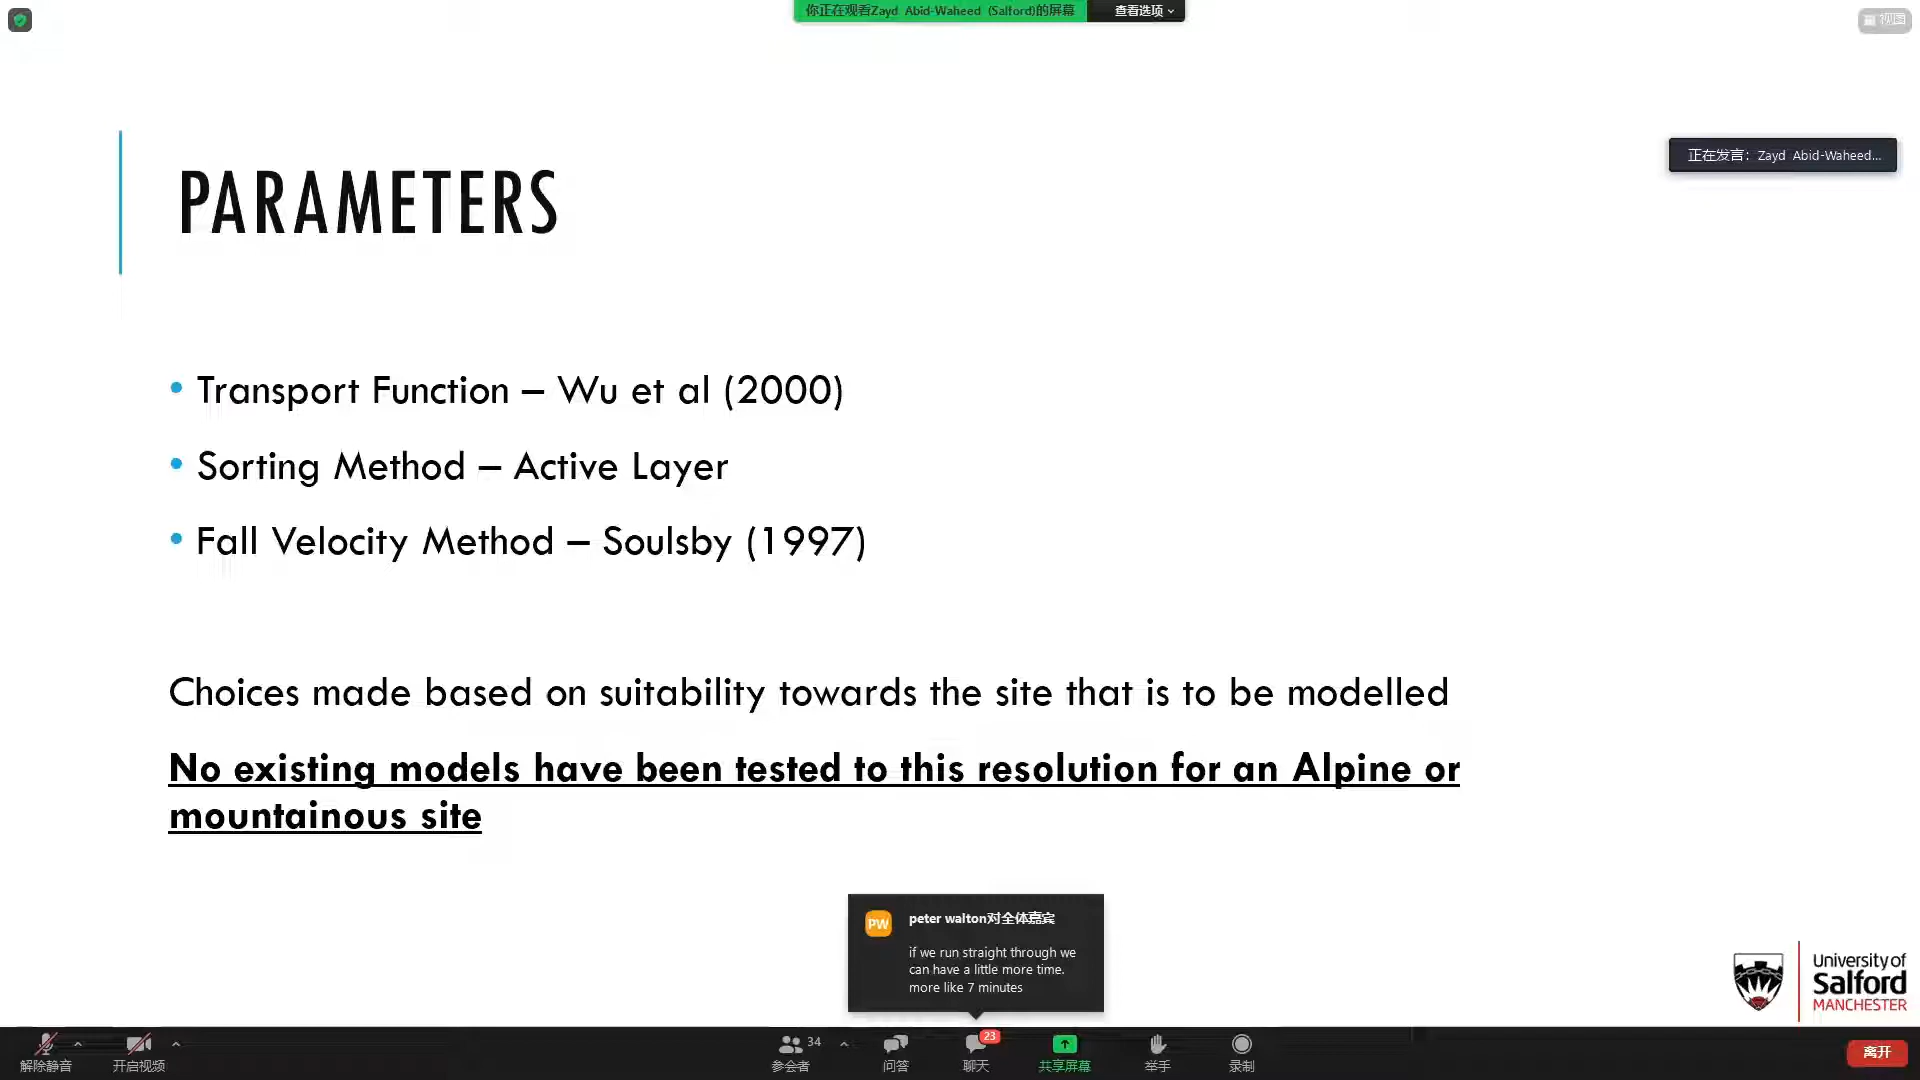 你正在观看Zayd Abid-Waheed (Salford)的屏幕
查看选项
视图
正在发言: Zayd Abid-Waheed...
PARAMETERS
• Transport Function – Wu et al (2000)
• Sorting Method – Active Layer
• Fall Velocity Method – Soulsby (1997)
Choices made based on suitability towards the site that is to be modelled
No existing models have been tested to this resolution for an Alpine or
mountainous site
PW
peter walton对全体嘉宾
if we run straight through we
can have a little more time.
more like 7 minutes
University of
Salford
MANCHESTER
解除静音
开启视频
34
参会者
问答
23
聊天
共享屏幕
举手
录制
离开